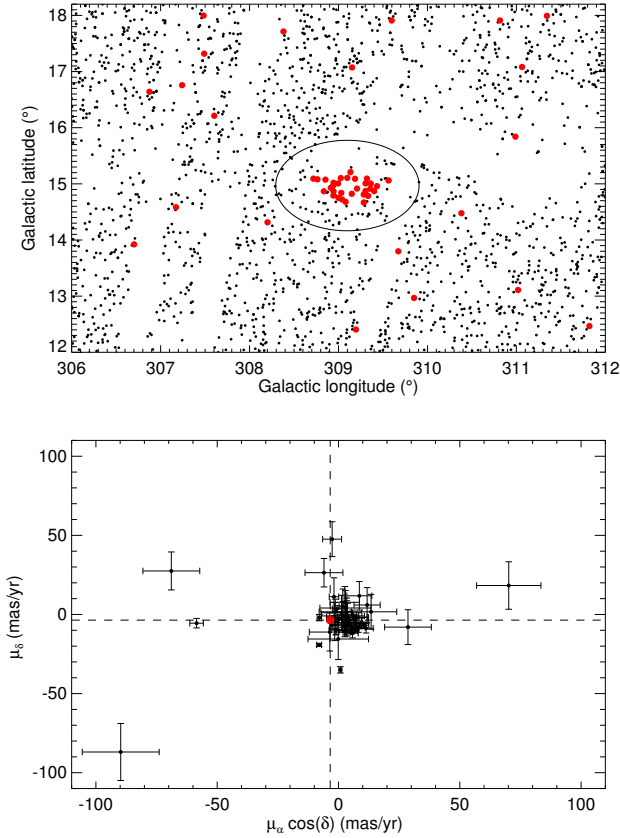 18
17
16
15
14
13
12
Galactic latitude (°)
306 307 308 309 310 311 312
Galactic longitude (°)
100
50
0
-50
-100
μδ (mas/yr)
-100 -50 0 50 100
μα cos(δ) (mas/yr)